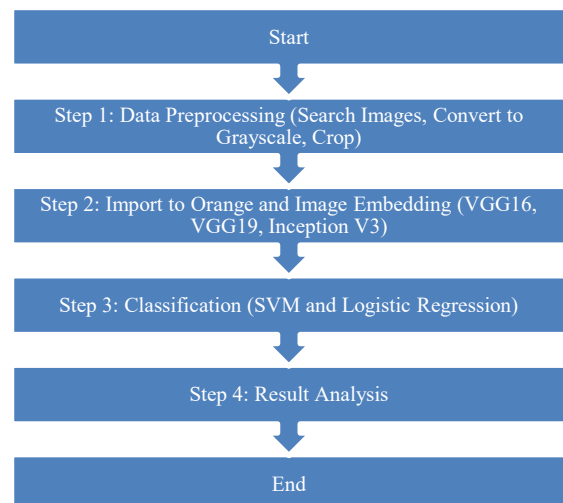 Start
Step 1: Data Preprocessing (Search Images, Convert to
Grayscale, Crop)
Step 2: Import to Orange and Image Embedding (VGG16,
VGG19, Inception V3)
Step 3: Classification (SVM and Logistic Regression)
Step 4: Result Analysis
End